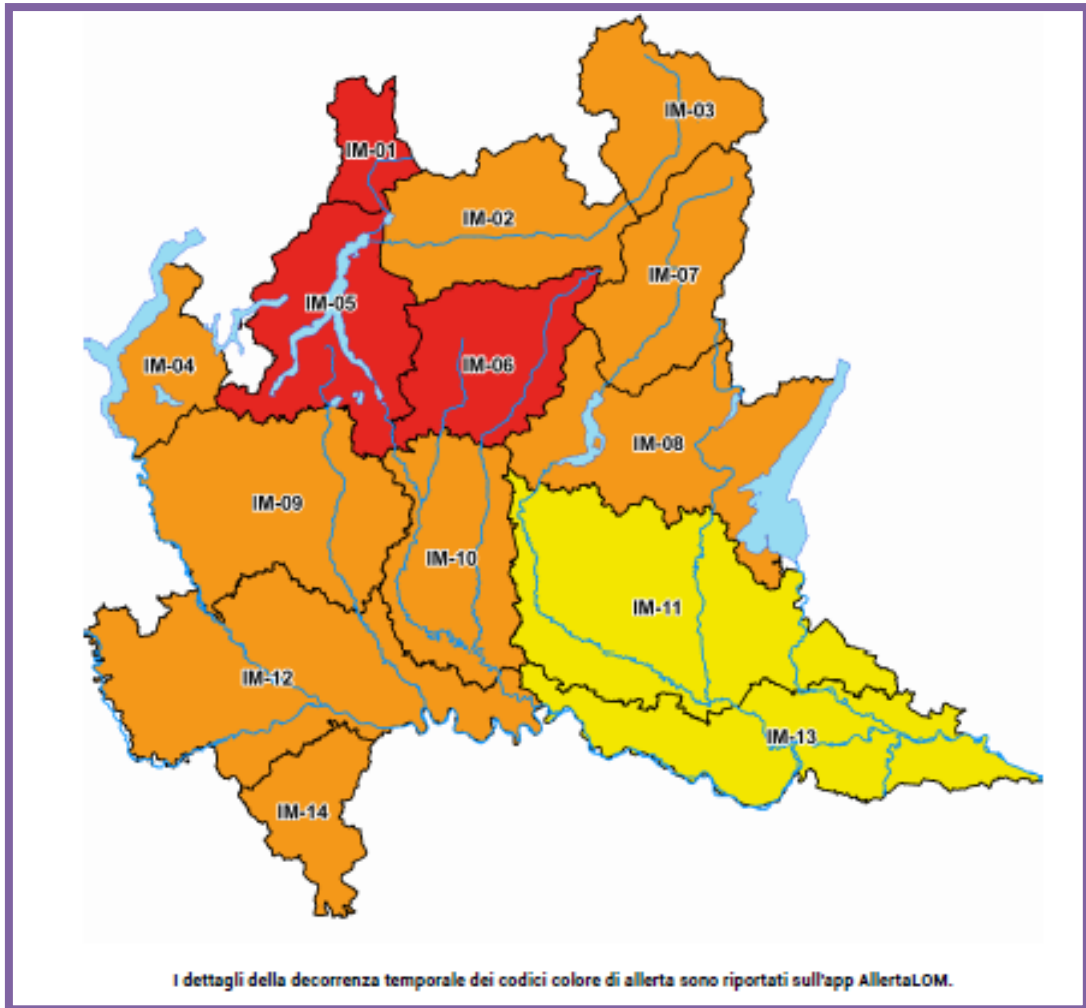 IM-03
IM-01
IM-02
IM-07
IM-05
IM-04
IM-06
IM-08
IM-09
IM-10
IM-11
IM-12
IM-13
IM-14
I dettagli della decorrenza temporale dei codici colore di allerta sono riportati sull'app AllertaLOM.